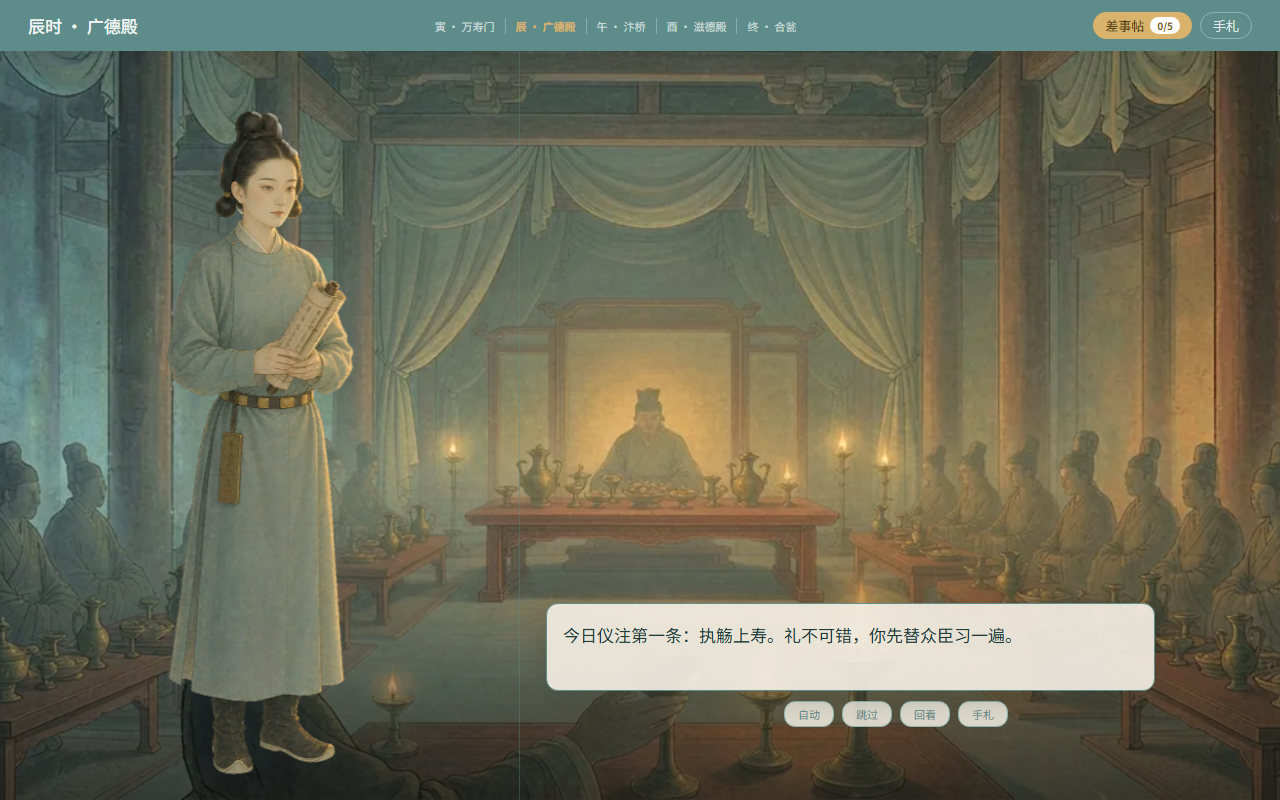 辰时 · 广德殿
寅 · 万寿门
辰 · 广德殿
午 · 汴桥
酉 · 滋德殿
终 · 合瓮
差事帖 0/5
手札
今日仪注第一条：执觞上寿。礼不可错，你先替众臣习一遍。
自动
跳过
回看
手札